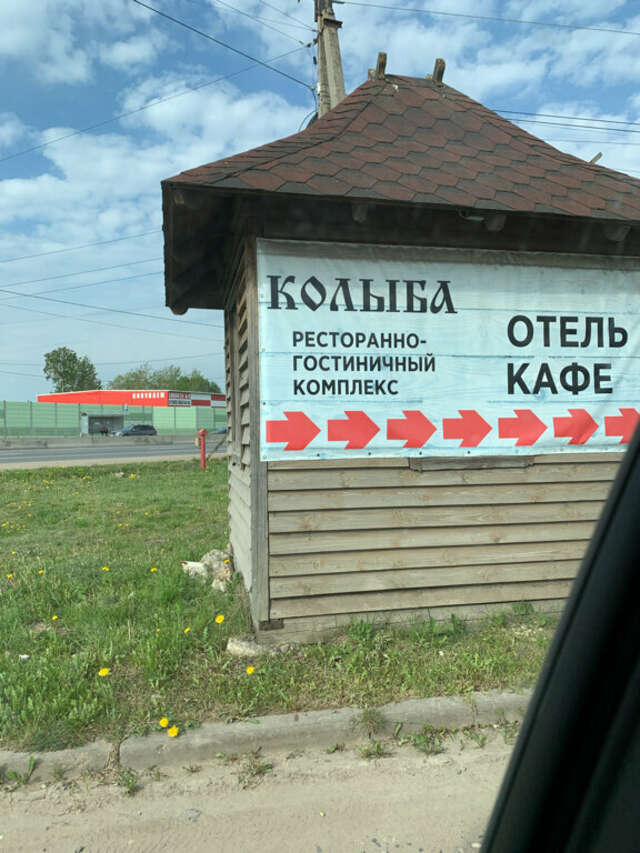 КОЛЫБА
РЕСТОРАННО-
ГОСТИНИЧНЫЙ
КОМПЛЕКС
ОТЕЛЬ
КАФЕ